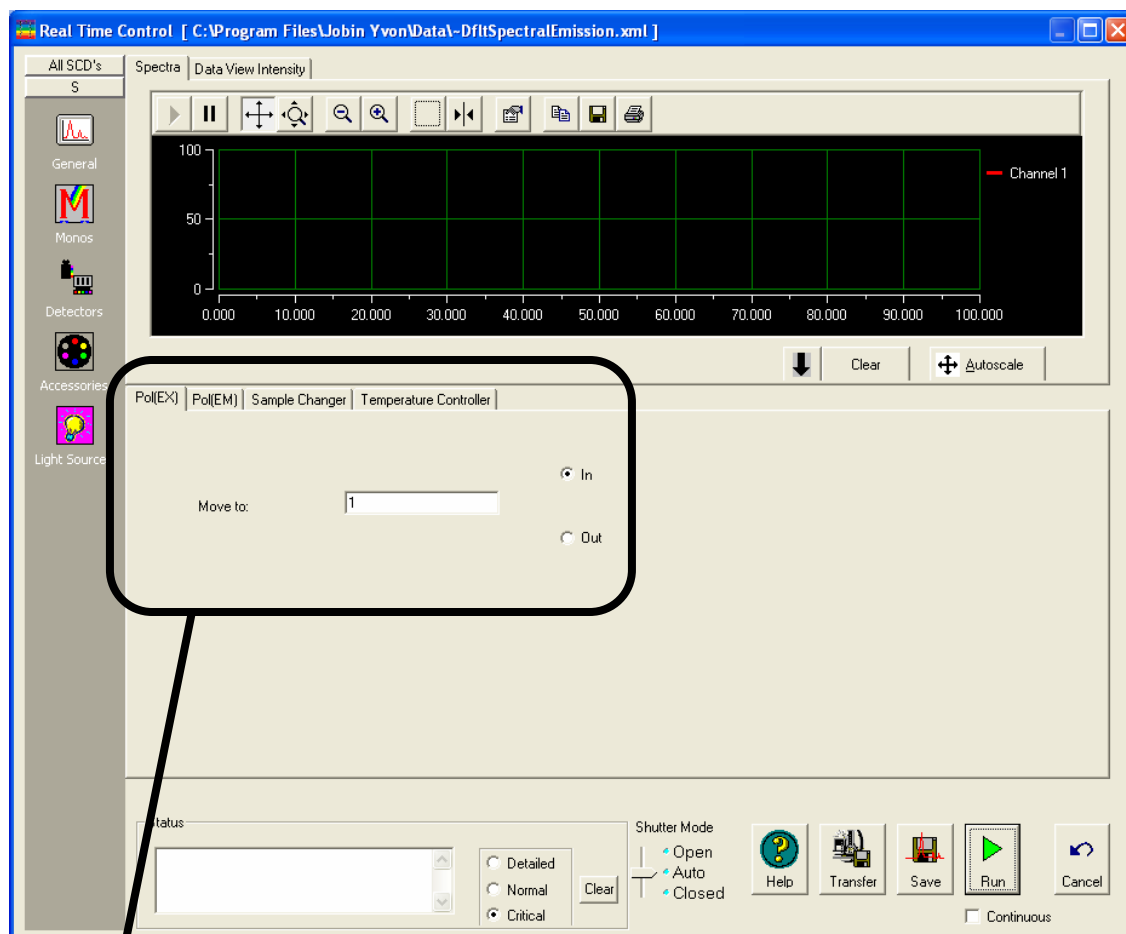 Real Time Control [ C:\Program Files\Jobin Yvon\Data\~DfltSpectralEmission.xml ]
All SCD's
S
General
Monos
Detectors
Accessories
Light Source
Spectra Data View Intensity
100
50
0
0.000 10.000 20.000 30.000 40.000 50.000 60.000 70.000 80.000 90.000 100.000
Channel 1
Clear Autoscale
Pol(EX) Pol(EM) Sample Changer Temperature Controller
In
Move to: 1
Out
Status
Detailed
Normal
Critical
Clear
Shutter Mode
Open
Auto
Closed
Help Transfer Save Run Cancel
Continuous